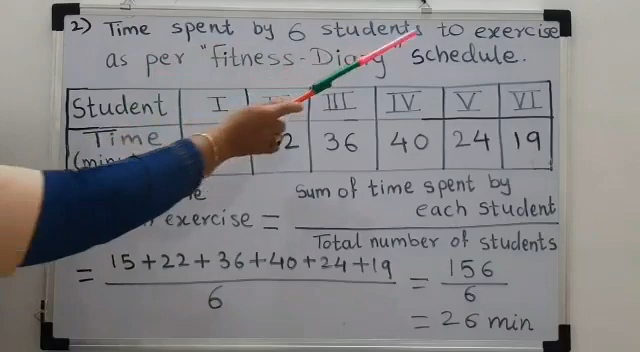 2) Time spent by 6 students to exercise
as per "Fitness-Diary" schedule.
Student I III IV V VI
Time 2 36 40 24 19
exercise = Sum of time spent by
each student
Total number of students
= 15+22+36+40+24+19 = 156
6 6
= 26 min